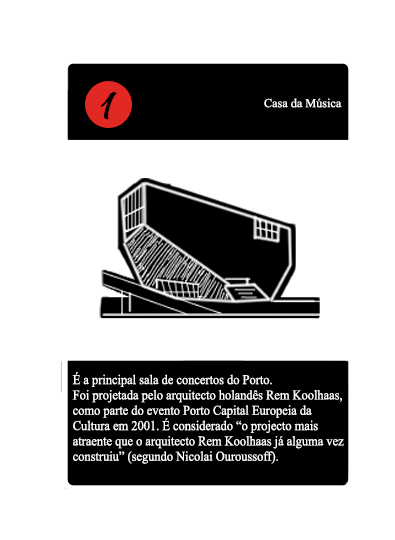 1
Casa da Música
É a principal sala de concertos do Porto.
Foi projetada pelo arquitecto holandês Rem Koolhaas,
como parte do evento Porto Capital Europeia da
Cultura em 2001. É considerado “o projecto mais
atraente que o arquitecto Rem Koolhaas já alguma vez
construiu” (segundo Nicolai Ouroussoff).